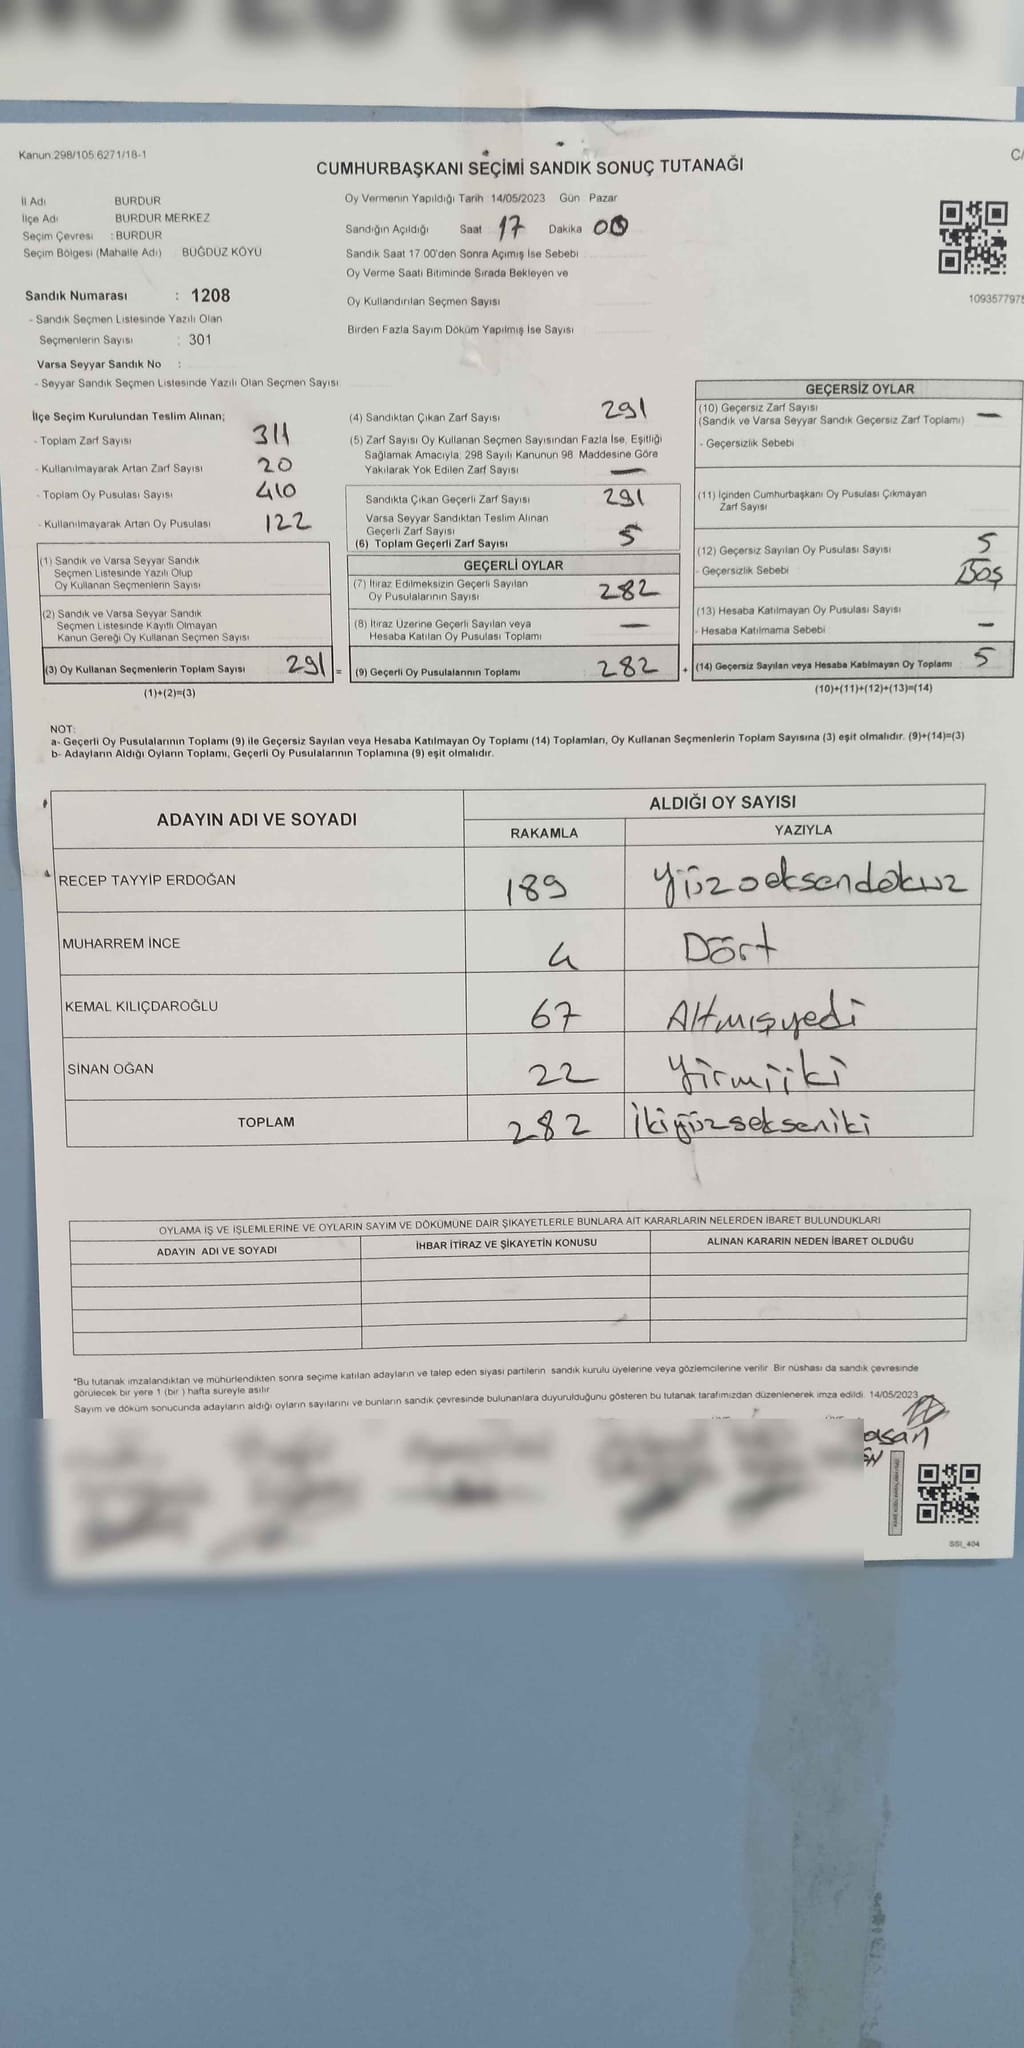 Kanun:298/105.6271/18-1
CUMHURBAŞKANI SEÇİMİ SANDIK SONUÇ TUTANAĞI
İl Adı BURDUR
İlçe Adı BURDUR MERKEZ
Seçim Çevresi : BURDUR
Seçim Bölgesi (Mahalle Adı) BUĞDÜZ KÖYÜ
Oy Vermenin Yapıldığı Tarih 14/05/2023 Gün Pazar
Sandığın Açıldığı Saat 17 Dakika 00
Sandık Saat 17.00'den Sonra Açımış İse Sebebi
Oy Verme Saati Bitiminde Sırada Bekleyen ve
Oy Kullandırılan Seçmen Sayısı
Birden Fazla Sayım Döküm Yapılmış İse Sayısı
1093577975
Sandık Numarası : 1208
- Sandık Seçmen Listesinde Yazılı Olan
Seçmenlerin Sayısı : 301
Varsa Seyyar Sandık No :
- Seyyar Sandık Seçmen Listesinde Yazılı Olan Seçmen Sayısı
İlçe Seçim Kurulundan Teslim Alınan;
- Toplam Zarf Sayısı 311
- Kullanılmayarak Artan Zarf Sayısı 20
- Toplam Oy Pusulası Sayısı 410
- Kullanılmayarak Artan Oy Pusulası 122
(1) Sandık ve Varsa Seyyar Sandık
Seçmen Listesinde Yazılı Olup
Oy Kullanan Seçmenlerin Sayısı
(2) Sandık ve Varsa Seyyar Sandık
Seçmen Listesinde Kayıtlı Olmayan
Kanun Gereği Oy Kullanan Seçmen Sayısı
(3) Oy Kullanan Seçmenlerin Toplam Sayısı 291 =
(1)+(2)=(3)
(4) Sandıktan Çıkan Zarf Sayısı 291
(5) Zarf Sayısı Oy Kullanan Seçmen Sayısından Fazla İse, Eşitliği
Sağlamak Amacıyla, 298 Sayılı Kanunun 98. Maddesine Göre
Yakılarak Yok Edilen Zarf Sayısı —
Sandıkta Çıkan Geçerli Zarf Sayısı 291
Varsa Seyyar Sandıktan Teslim Alınan
Geçerli Zarf Sayısı 5
(6) Toplam Geçerli Zarf Sayısı
GEÇERLİ OYLAR
(7) İtiraz Edilmeksizin Geçerli Sayılan
Oy Pusulalarının Sayısı 282
(8) İtiraz Üzerine Geçerli Sayılan veya
Hesaba Katılan Oy Pusulası Toplamı —
(9) Geçerli Oy Pusulalarının Toplamı 282 +
GEÇERSİZ OYLAR
(10) Geçersiz Zarf Sayısı
(Sandık ve Varsa Seyyar Sandık Geçersiz Zarf Toplamı) —
- Geçersizlik Sebebi
(11) İçinden Cumhurbaşkanı Oy Pusulası Çıkmayan
Zarf Sayısı
(12) Geçersiz Sayılan Oy Pusulası Sayısı 5
- Geçersizlik Sebebi Boş
(13) Hesaba Katılmayan Oy Pusulası Sayısı
- Hesaba Katılmama Sebebi —
(14) Geçersiz Sayılan veya Hesaba Katılmayan Oy Toplamı 5
(10)+(11)+(12)+(13)=(14)
NOT:
a- Geçerli Oy Pusulalarının Toplamı (9) ile Geçersiz Sayılan veya Hesaba Katılmayan Oy Toplamı (14) Toplamları, Oy Kullanan Seçmenlerin Toplam Sayısına (3) eşit olmalıdır. (9)+(14)=(3)
b- Adayların Aldığı Oyların Toplamı, Geçerli Oy Pusulalarının Toplamına (9) eşit olmalıdır.
ADAYIN ADI VE SOYADI ALDIĞI OY SAYISI
RAKAMLA YAZIYLA
RECEP TAYYİP ERDOĞAN 189 Yüzseksendokuz
MUHARREM İNCE 4 Dört
KEMAL KILIÇDAROĞLU 67 Altmışyedi
SİNAN OĞAN 22 Yirmiiki
TOPLAM 282 İkiyüzsekseniki
OYLAMA İŞ VE İŞLEMLERİNE VE OYLARIN SAYIM VE DÖKÜMÜNE DAİR ŞİKAYETLERLE BUNLARA AİT KARARLARIN NELERDEN İBARET BULUNDUKLARI
ADAYIN ADI VE SOYADI İHBAR İTİRAZ VE ŞİKAYETİN KONUSU ALINAN KARARIN NEDEN İBARET OLDUĞU
*Bu tutanak imzalandıktan ve mühürlendikten sonra seçime katılan adayların ve talep eden siyasi partilerin sandık kurulu üyelerine veya gözlemcilerine verilir. Bir nüshası da sandık çevresinde
görülecek bir yere 1 (bir ) hafta süreyle asılır.
Sayım ve döküm sonucunda adayların aldığı oyların sayılarını ve bunların sandık çevresinde bulunanlara duyurulduğunu gösteren bu tutanak tarafımızdan düzenlenerek imza edildi. 14/05/2023
SSI_404